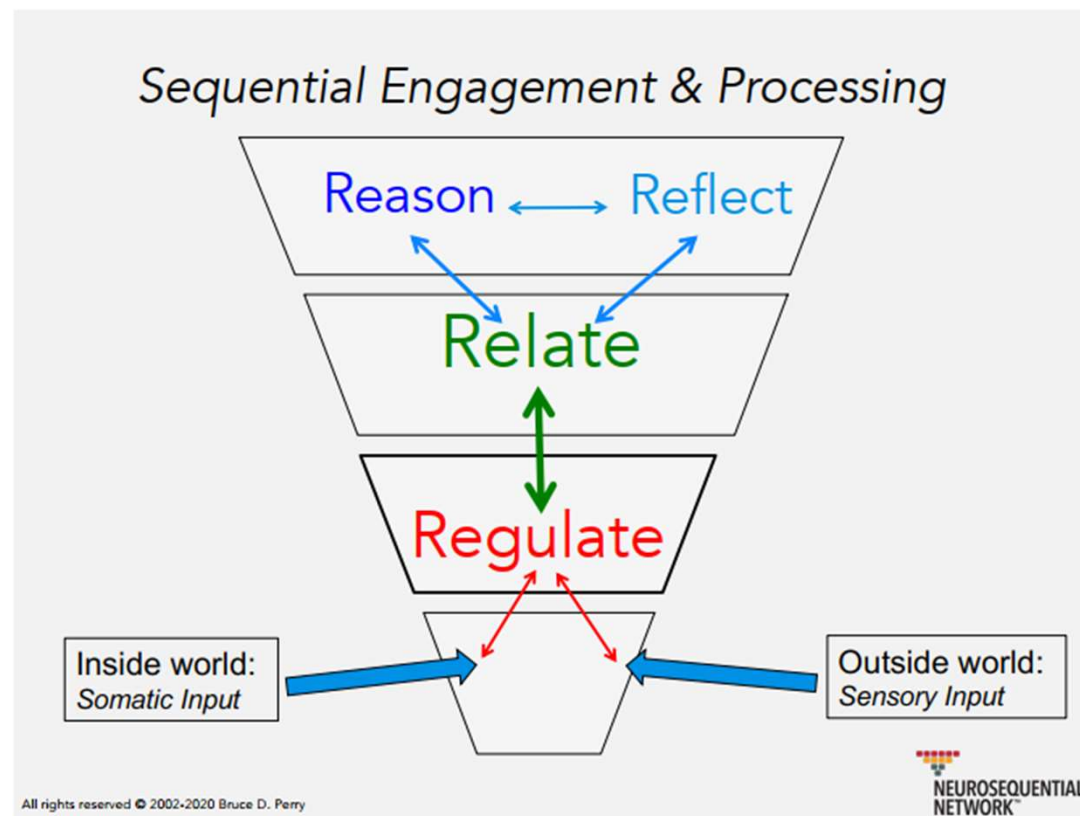 Sequential Engagement & Processing
Reason Reflect
Relate
Regulate
Inside world:
Somatic Input
Outside world:
Sensory Input
All rights reserved © 2002-2020 Bruce D. Perry
NEUROSEQUENTIAL
NETWORK™